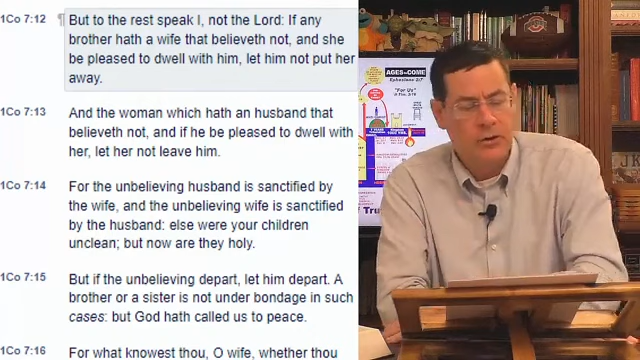 1Co 7:12 ¶ But to the rest speak I, not the Lord: If any
brother hath a wife that believeth not, and she
be pleased to dwell with him, let him not put her
away.
1Co 7:13 And the woman which hath an husband that
believeth not, and if he be pleased to dwell with
her, let her not leave him.
1Co 7:14 For the unbelieving husband is sanctified by
the wife, and the unbelieving wife is sanctified
by the husband: else were your children
unclean; but now are they holy.
1Co 7:15 But if the unbelieving depart, let him depart. A
brother or a sister is not under bondage in such
cases: but God hath called us to peace.
1Co 7:16 For what knowest thou, O wife, whether thou
AGES to COME
Ephesians 2:7
"For Us"